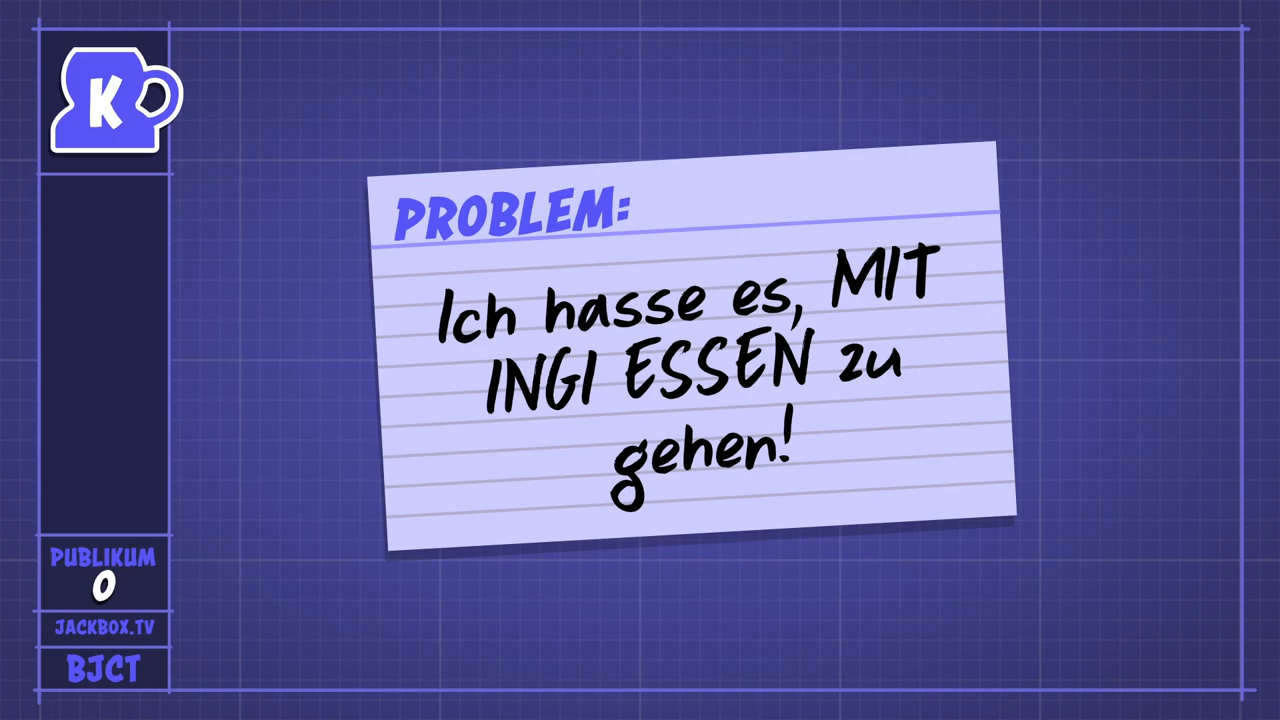 K
PROBLEM:
Ich hasse es, MIT
INGI ESSEN zu
gehen!
PUBLIKUM
0
JACKBOX.TV
BJCT